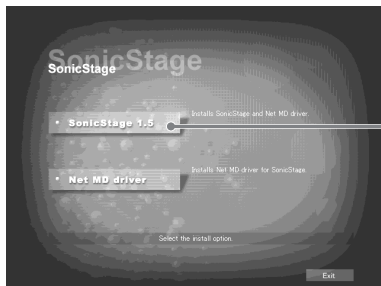 SonicStage
SonicStage
• SonicStage 1.5
Installs SonicStage and Net MD driver.
• Net MD driver
Installs Net MD driver for SonicStage.
Select the install option.
Exit